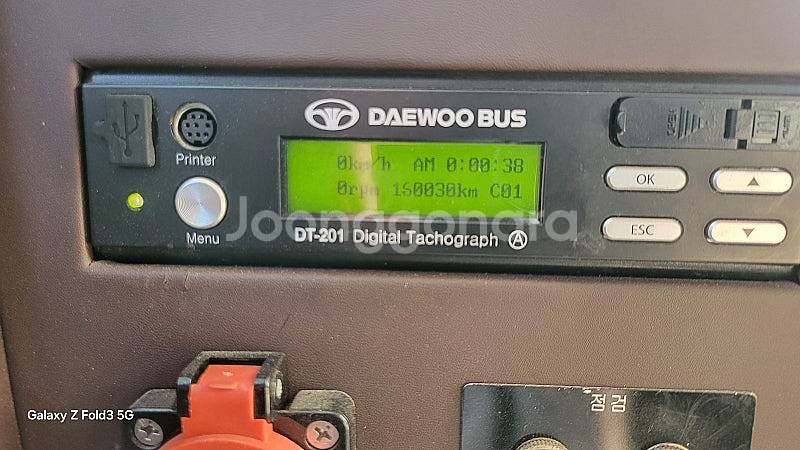 DAEWOO BUS
Printer
0km/h AM 0:00:38
0rpm 160030km C01
Menu
DT-201 Digital Tachograph A
OK
ESC
Joonggonara
Galaxy Z Fold3 5G
점검